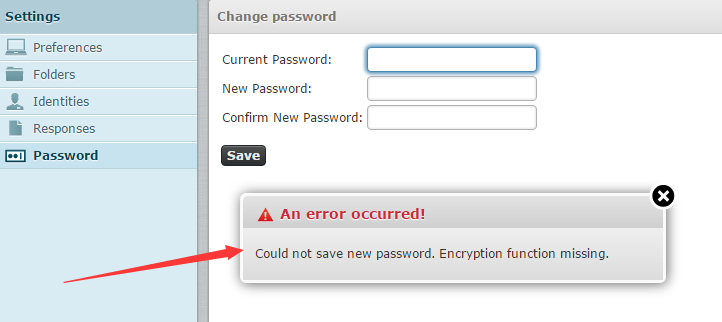 Settings
Preferences
Folders
Identities
Responses
Password
Change password
Current Password:
New Password:
Confirm New Password:
Save
An error occurred!
Could not save new password. Encryption function missing.